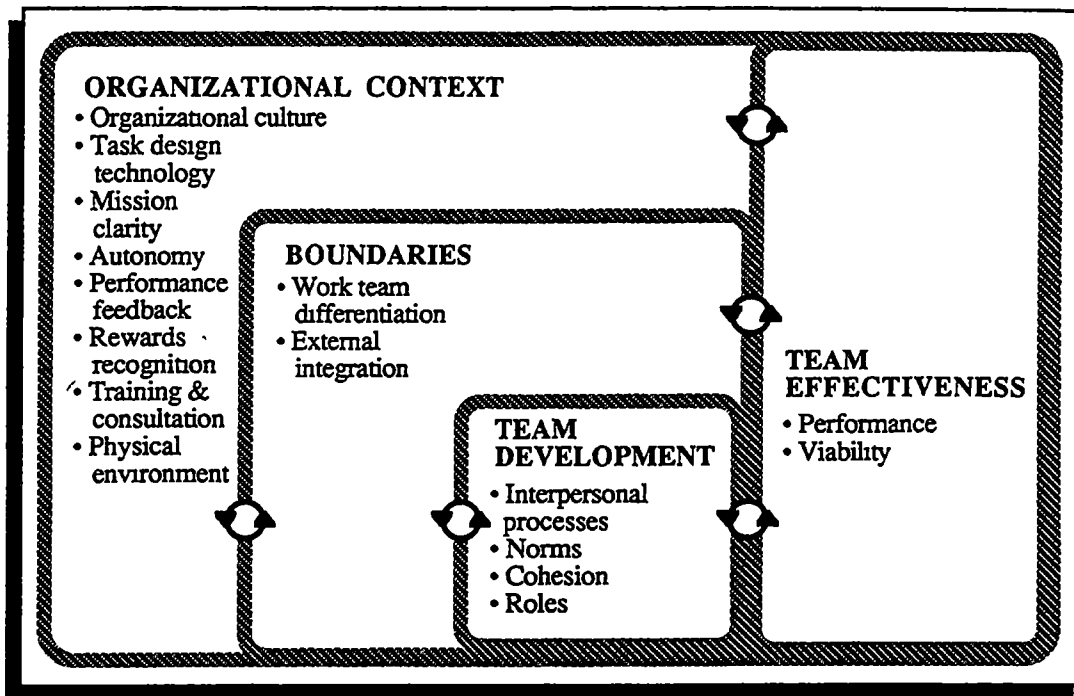 ORGANIZATIONAL CONTEXT
• Organizational culture
• Task design
technology
• Mission
clarity
• Autonomy
• Performance
feedback
• Rewards
recognition
• Training &
consultation
• Physical
environment
BOUNDARIES
• Work team
differentiation
• External
integration
TEAM
DEVELOPMENT
• Interpersonal
processes
• Norms
• Cohesion
• Roles
TEAM
EFFECTIVENESS
• Performance
• Viability